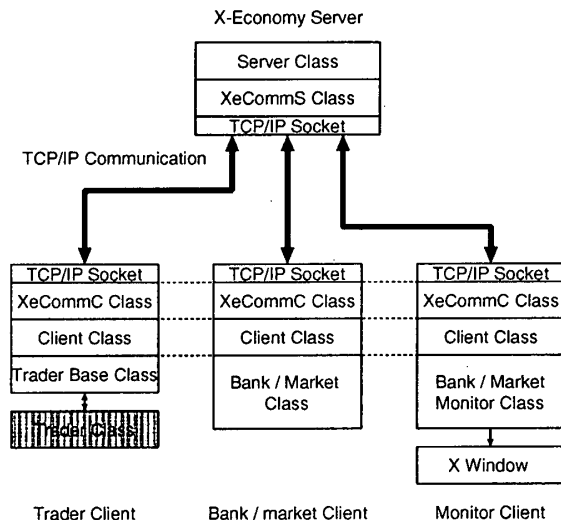 X-Economy Server
Server Class
XeCommS Class
TCP/IP Socket
TCP/IP Communication
TCP/IP Socket
XeCommC Class
Client Class
Trader Base Class
Trader Class
TCP/IP Socket
XeCommC Class
Client Class
Bank / Market
Class
TCP/IP Socket
XeCommC Class
Client Class
Bank / Market
Monitor Class
X Window
Trader Client
Bank / market Client
Monitor Client